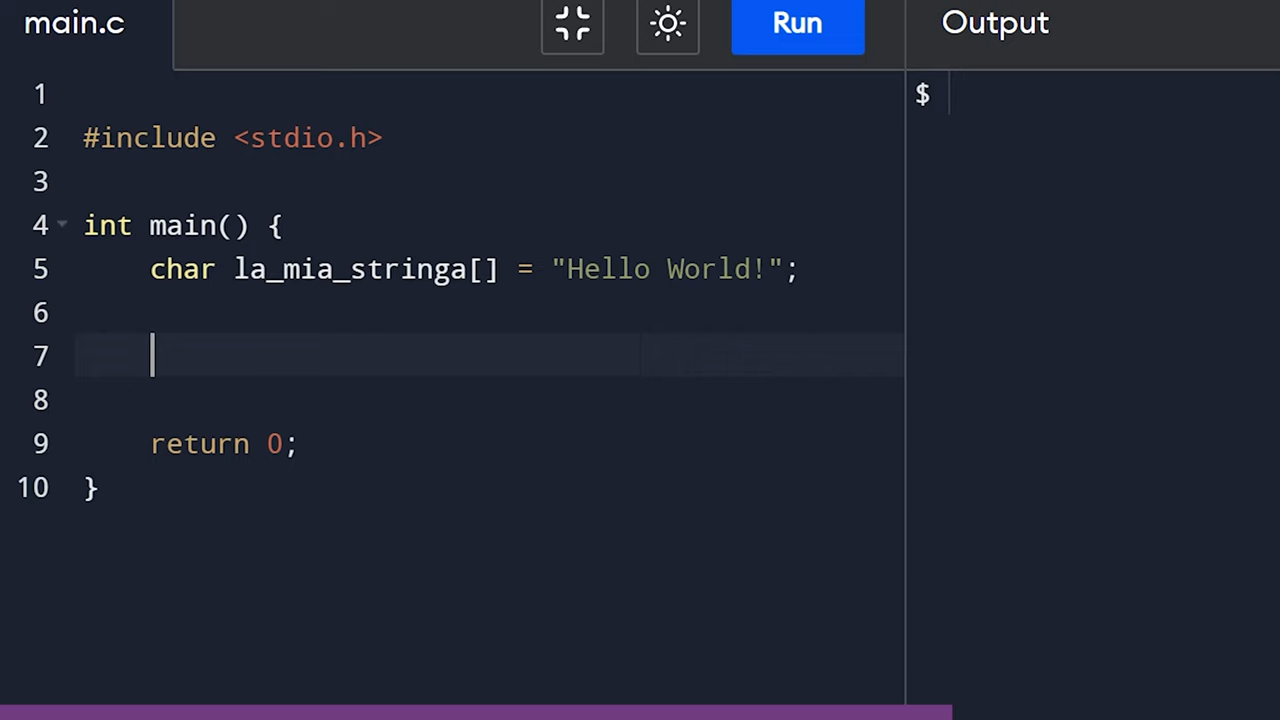 main.c
Run
Output
1
$
2 #include <stdio.h>
3
4 int main() {
5     char la_mia_stringa[] = "Hello World!";
6
7
8
9     return 0;
10 }